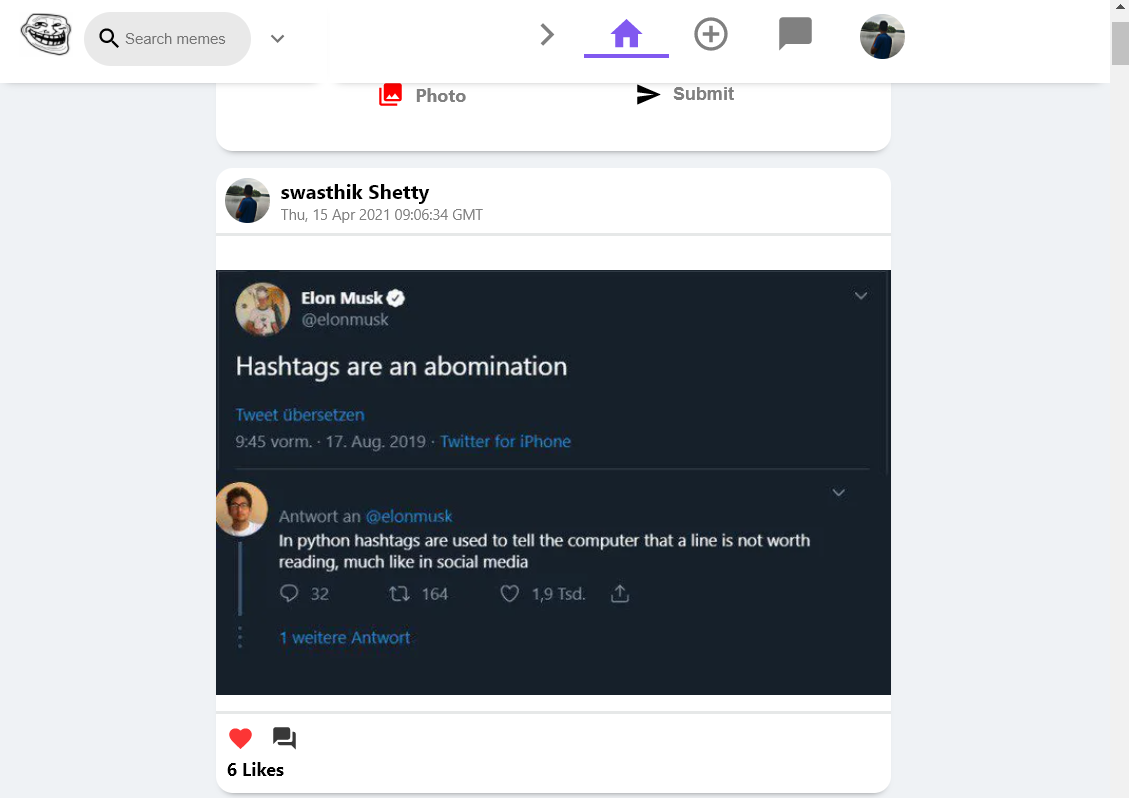 Search memes
Photo
Submit
swasthik Shetty
Thu, 15 Apr 2021 09:06:34 GMT
Elon Musk
@elonmusk
Hashtags are an abomination
Tweet übersetzen
9:45 vorm. · 17. Aug. 2019 · Twitter for iPhone
Antwort an @elonmusk
In python hashtags are used to tell the computer that a line is not worth
reading, much like in social media
32 164 1,9 Tsd.
1 weitere Antwort
6 Likes